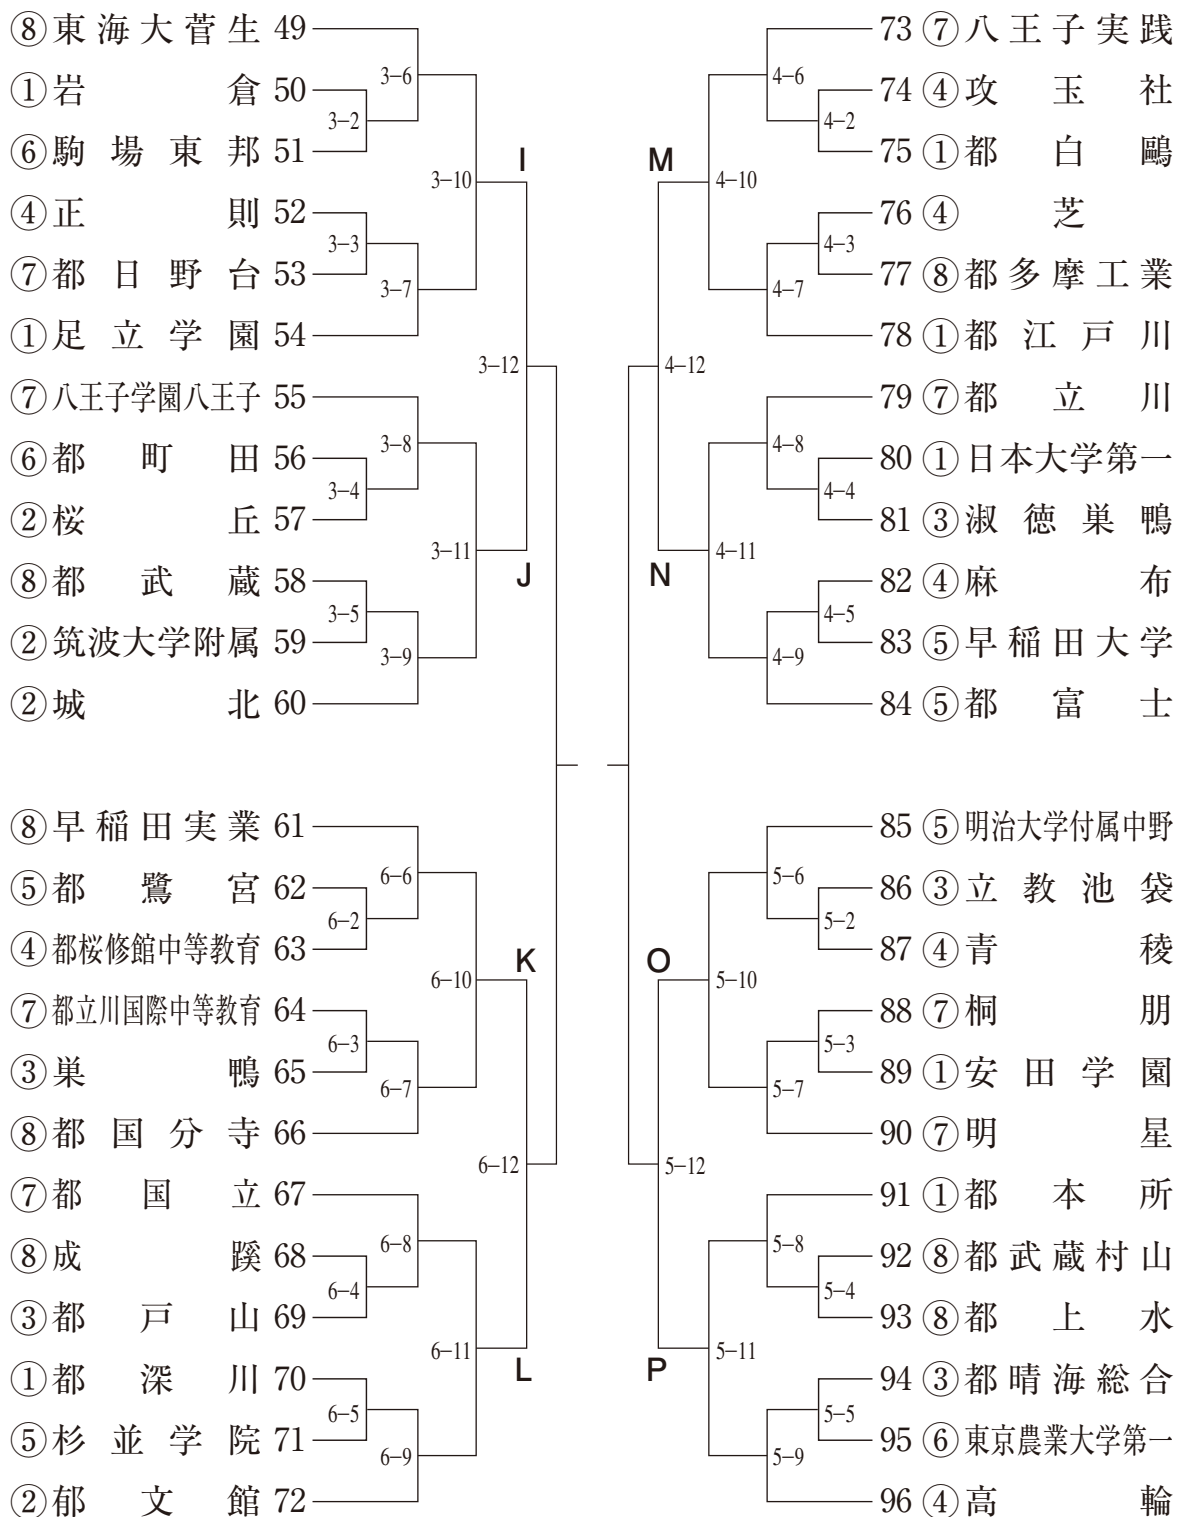 ⑧東海大菅生 49
①岩倉 50
⑥駒場東邦 51
④正則 52
⑦都日野台 53
①足立学園 54
⑦八王子学園八王子 55
⑥都町田 56
②桜丘 57
⑧都武蔵 58
②筑波大学附属 59
②城北 60
3–6
3–2
3–3
3–7
3–8
3–4
3–5
3–9
3–10
3–11
I
3–12
J
⑧早稲田実業 61
⑤都鷺宮 62
④都桜修館中等教育 63
⑦都立川国際中等教育 64
③巣鴨 65
⑧都国分寺 66
⑦都国立 67
⑧成蹊 68
③都戸山 69
①都深川 70
⑤杉並学院 71
②郁文館 72
6–6
6–2
6–3
6–7
6–8
6–4
6–5
6–9
6–10
6–11
K
6–12
L
73 ⑦八王子実践
74 ④攻玉社
75 ①都白鷗
76 ④芝
77 ⑧都多摩工業
78 ①都江戸川
79 ⑦都立川
80 ①日本大学第一
81 ③淑徳巣鴨
82 ④麻布
83 ⑤早稲田大学
84 ⑤都富士
4–6
4–2
4–3
4–7
4–8
4–4
4–5
4–9
4–10
4–11
M
4–12
N
85 ⑤明治大学付属中野
86 ③立教池袋
87 ④青稜
88 ⑦桐朋
89 ①安田学園
90 ⑦明星
91 ①都本所
92 ⑧都武蔵村山
93 ⑧都上水
94 ③都晴海総合
95 ⑥東京農業大学第一
96 ④高輪
5–6
5–2
5–3
5–7
5–8
5–4
5–5
5–9
5–10
5–11
O
5–12
P